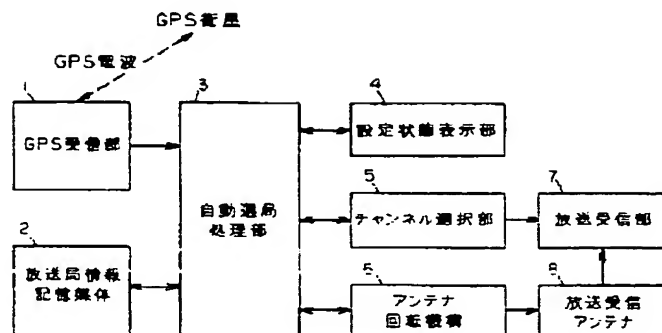 GPS衛星
GPS電波
1
GPS受信部
3
自動選局
処理部
4
設定状態表示部
5
チャンネル選択部
7
放送受信部
2
放送局情報
記憶媒体
6
アンテナ
回転機構
8
放送受信
アンテナ